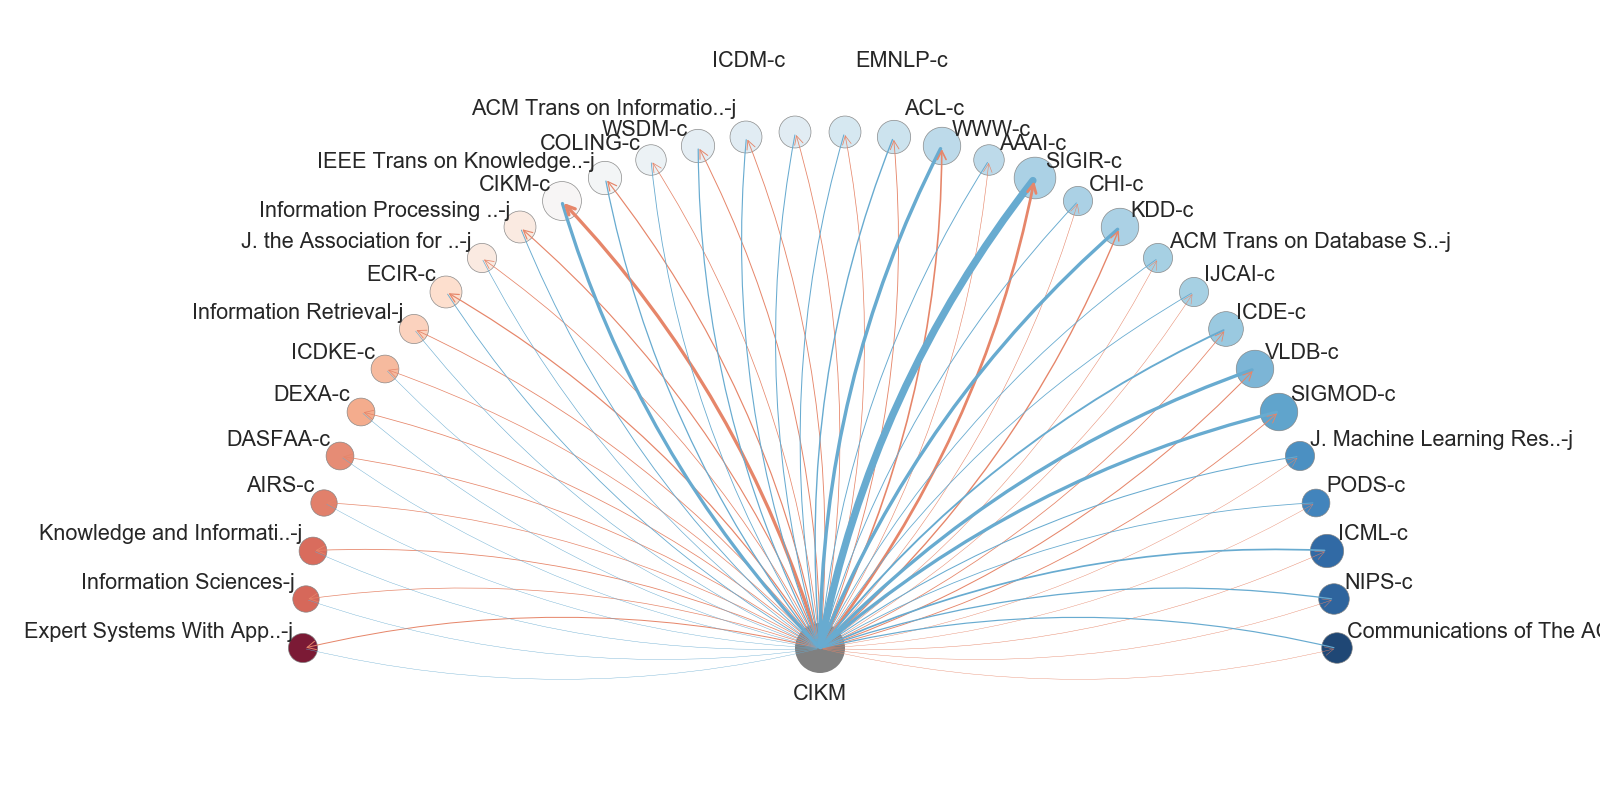 ICDM-c
EMNLP-c
ACM Trans on Informatio..-j
ACL-c
WSDM-c
WWW-c
COLING-c
AAAI-c
IEEE Trans on Knowledge..-j
SIGIR-c
CIKM-c
CHI-c
Information Processing ..-j
KDD-c
J. the Association for ..-j
ACM Trans on Database S..-j
ECIR-c
IJCAI-c
Information Retrieval-j
ICDE-c
ICDKE-c
VLDB-c
DEXA-c
SIGMOD-c
DASFAA-c
J. Machine Learning Res..-j
AIRS-c
PODS-c
Knowledge and Informati..-j
ICML-c
Information Sciences-j
NIPS-c
Expert Systems With App..-j
Communications of The
CIKM